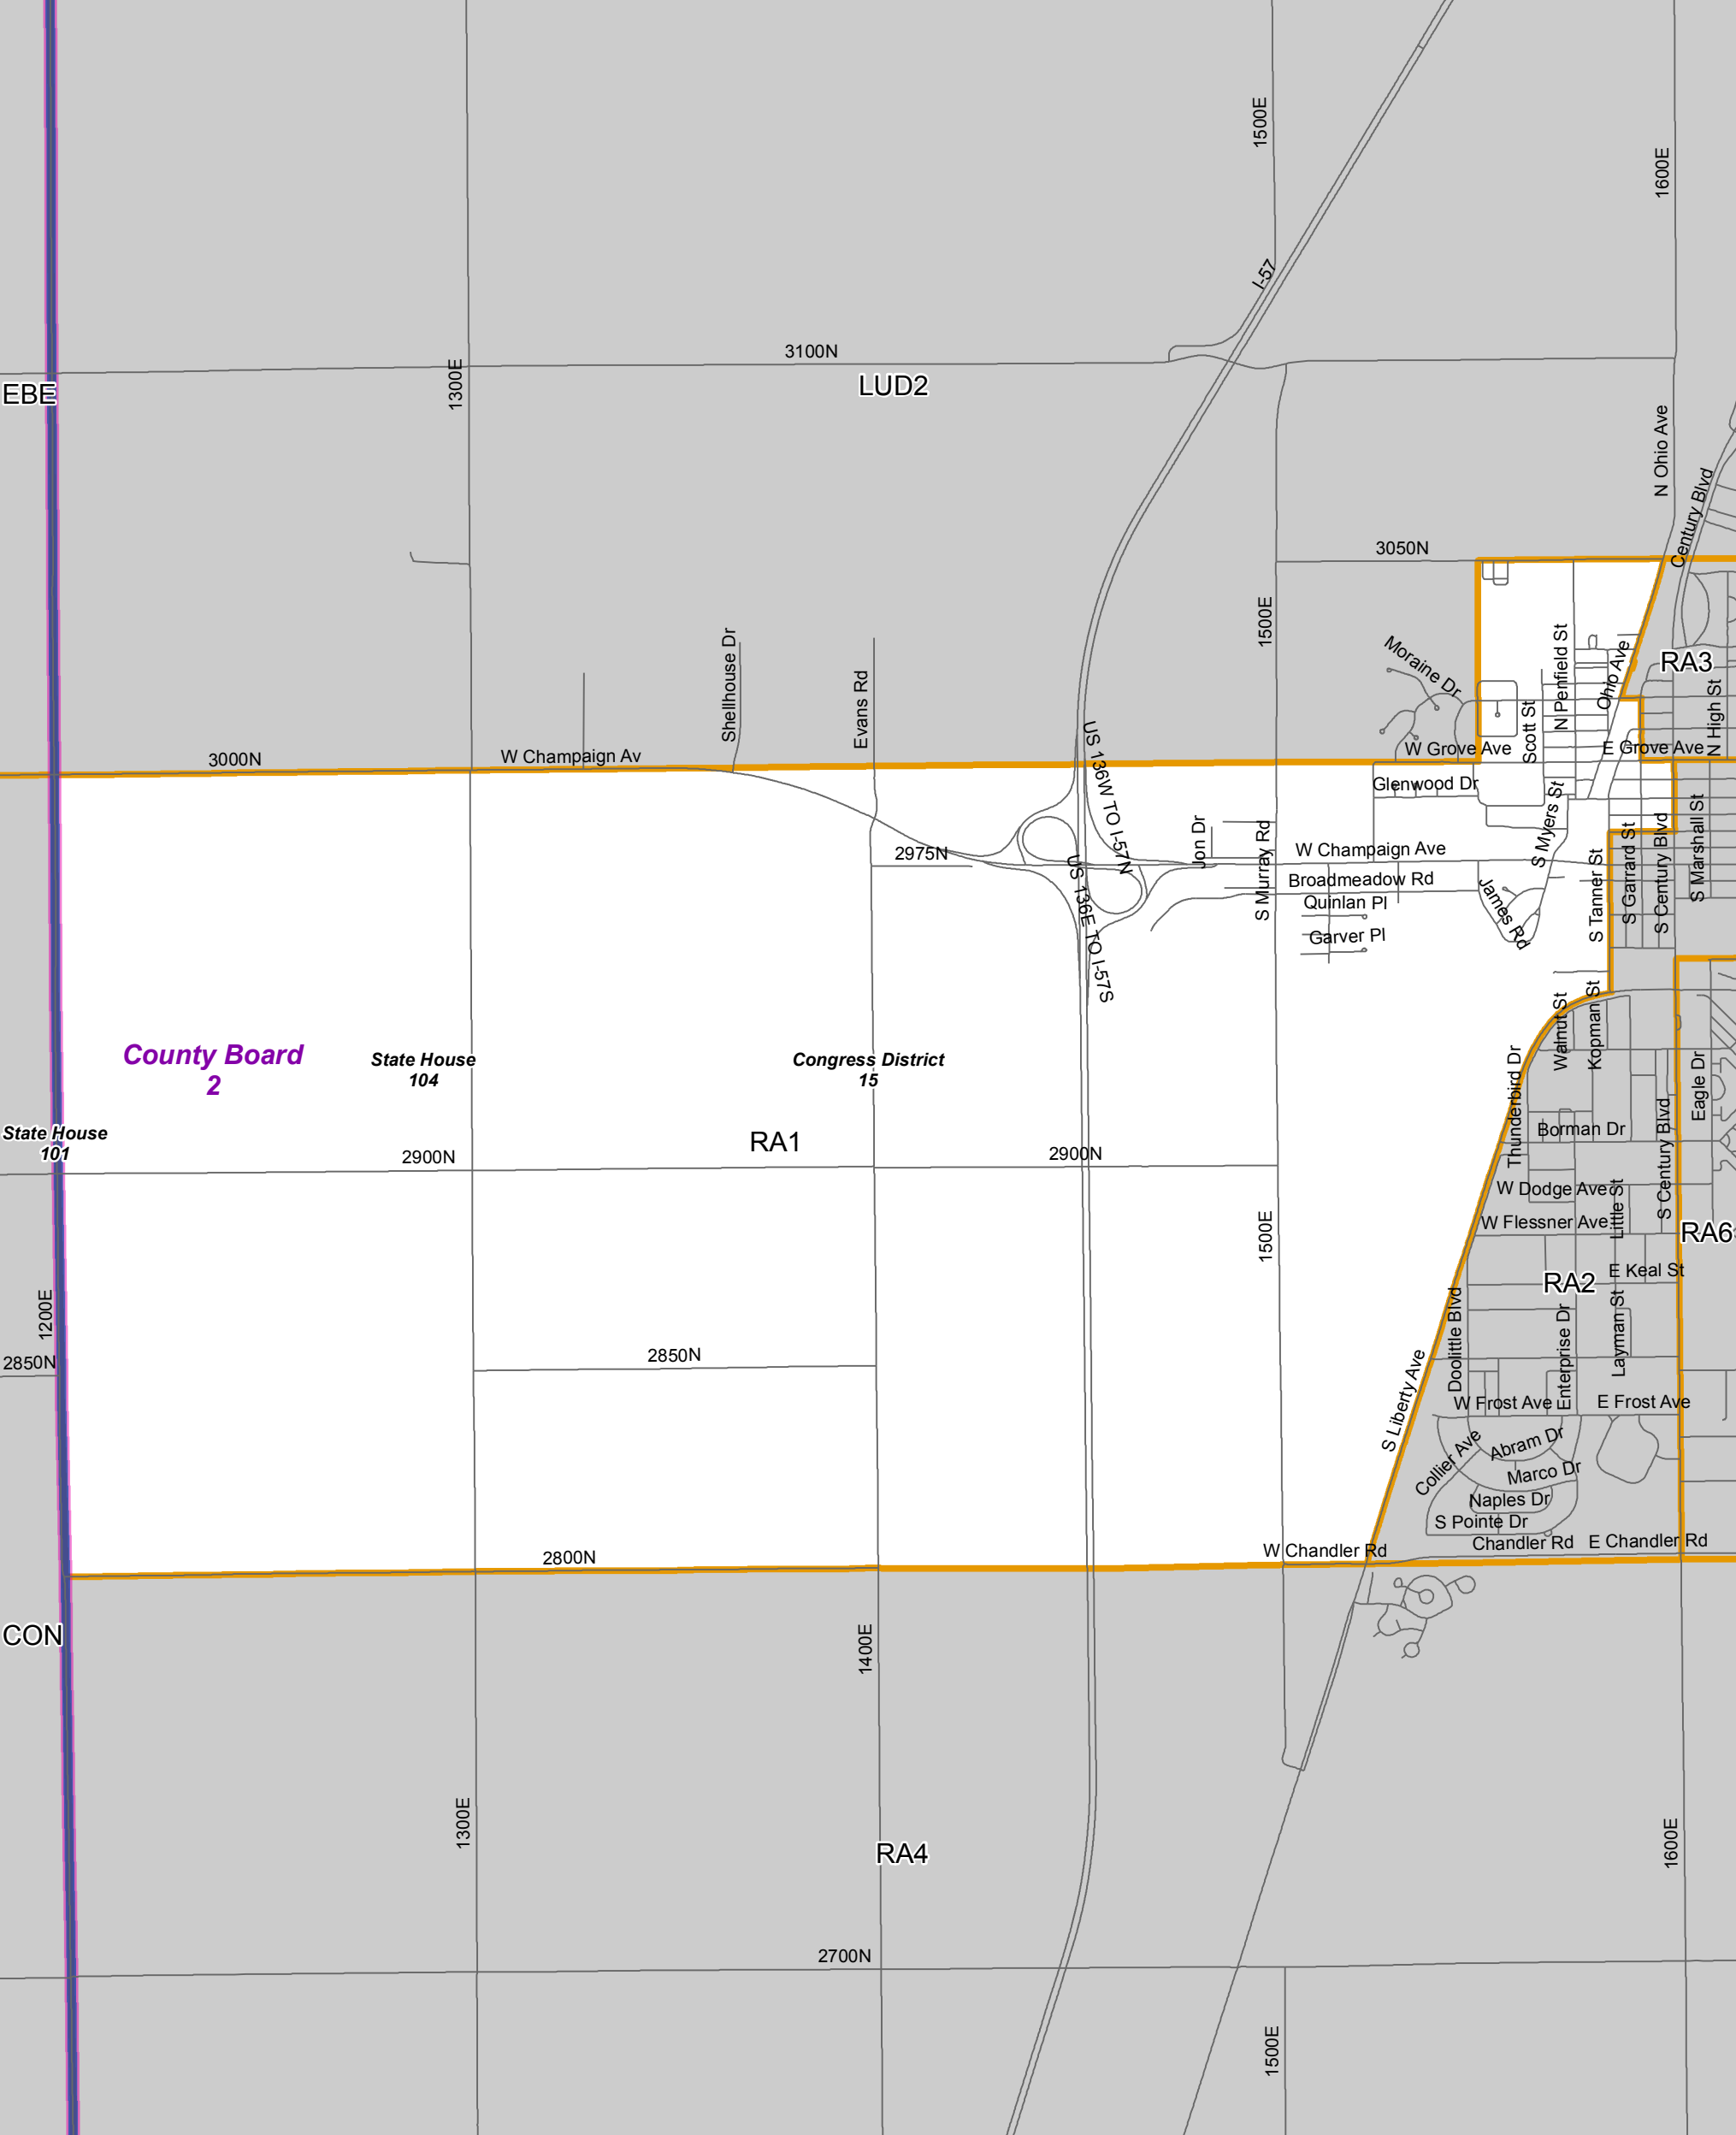 1500E
1600E
I-57
3100N
1300E
LUD2
EBE
N Ohio Ave
Century Blvd
3050N
1500E
Moraine Dr
N Penfield St
Ohio Ave
RA3
Shellhouse Dr
Evans Rd
Scott St
N High St
3000N
W Champaign Av
US 136W TO I-57N
W Grove Ave
E Grove Ave
Glenwood Dr
S Myers St
Jon Dr
S Murray Rd
W Champaign Ave
2975N
US 136E TO I-57S
Broadmeadow Rd
Quinlan Pl
Garver Pl
James Rd
S Tanner St
S Garrard St
S Century Blvd
S Marshall St
Walnut St
Kopman St
County Board
2
State House
104
Congress District
15
Thunderbird Dr
Eagle Dr
State House
101
RA1
Borman Dr
S Century Blvd
2900N
2900N
W Dodge Ave
Little St
W Flessner Ave
1500E
RA6
E Keal St
RA2
1200E
Doolittle Blvd
Enterprise Dr
Layman St
2850N
2850N
S Liberty Ave
W Frost Ave
E Frost Ave
Collier Ave
Abram Dr
Marco Dr
Naples Dr
S Pointe Dr
Chandler Rd
E Chandler Rd
W Chandler Rd
2800N
CON
1400E
1300E
1600E
RA4
2700N
1500E